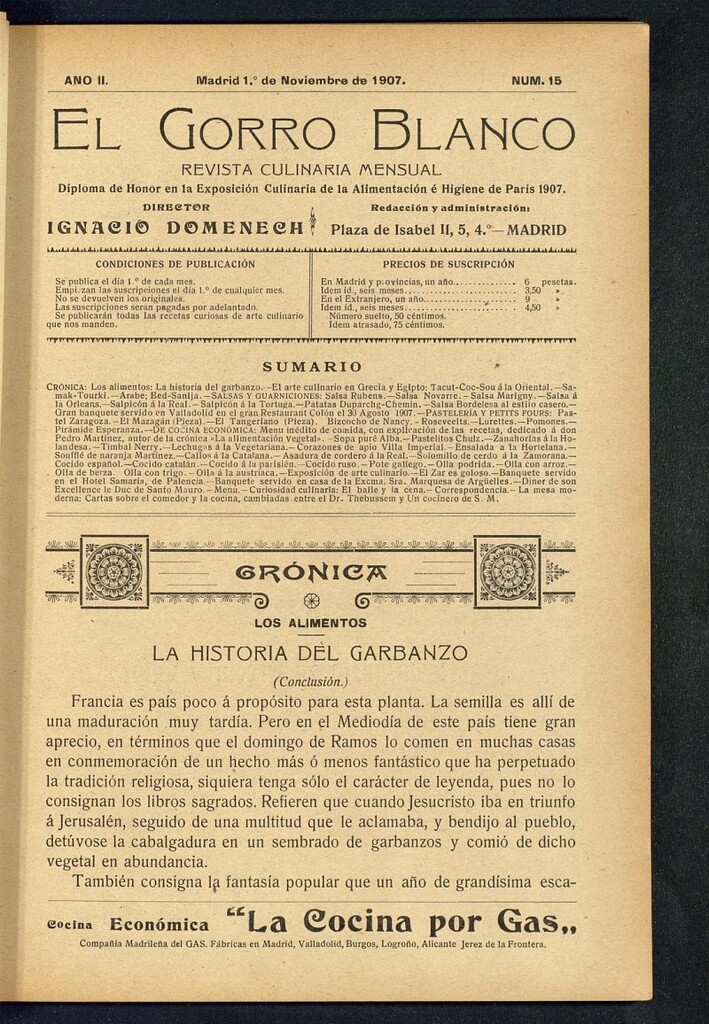 AÑO II.
Madrid 1.º de Noviembre de 1907.
NUM. 15
EL GORRO BLANCO
REVISTA CULINARIA MENSUAL
Diploma de Honor en la Exposición Culinaria de la Alimentación é Higiene de París 1907.
DIRECTOR
IGNACIO DOMENECH
Redacción y administración:
Plaza de Isabel II, 5, 4.º—MADRID
CONDICIONES DE PUBLICACIÓN
Se publica el día 1.º de cada mes.
Empizan las suscripciones el día 1.º de cualquier mes.
No se devuelven los originales.
Las suscripciones serán pagadas por adelantado.
Se publicarán todas las recetas curiosas de arte culinario
que nos manden.
PRECIOS DE SUSCRIPCIÓN
En Madrid y provincias, un año............. 6 pesetas.
Idem id., seis meses......................... 3,50 »
En el Extranjero, un año.................... 9 »
Idem id., seis meses......................... 4,50 »
Número suelto, 50 céntimos.
Idem atrasado, 75 céntimos.
SUMARIO
CRÓNICA: Los alimentos: La historia del garbanzo.—El arte culinario en Grecia y Egipto: Tacut-Coc-Sou á la Oriental.—Sa-
mak-Tourki.—Arabe; Bed-Sanlja.—SALSAS Y GUARNICIONES: Salsa Rubens.—Salsa Novarre.—Salsa Marigny.—Salsa á
la Orleans.—Salpicón á la Real.—Salpicón á la Tortuga.—Patatas Duparchg-Chemin.—Salsa Bordelesa al estilo casero.—
Gran banquete servido en Valladolid en el gran Restaurant Colón el 30 Agosto 1907.—PASTELERÍA Y PETITS FOURS: Pas-
tel Zaragoza.—El Mazagán (Pieza).—El Tangeriano (Pieza). Bizcocho de Nancy.—Rosevelts.—Lurettes.—Pomones.—
Pirámide Esperanza.—DE COCINA ECONÓMICA: Menu inédito de comida, con explicación de las recetas, dedicado á don
Pedro Martínez, autor de la crónica «La alimentación vegetal».—Sopa puré Alba.—Pastelitos Chulz.—Zanahorías á la Ho-
landesa.—Timbal Nerry.—Lechugas á la Vegetariana.—Corazones de apio Villa Imperial.—Ensalada a la Hortelana.—
Soufflé de naranja Martínez.—Callos á la Catalana.—Asadura de cordero á la Real.—Solomillo de cerdo á la Zamorana.—
Cocido español.—Cocido catalán.—Cocido á la parisién.—Cocido ruso.—Pote gallego.—Olla podrida.—Olla con arroz.—
Olla de berza. Olla con trigo.—Olla á la austríaca.—Exposición de arte culinario.—El Zar es goloso.—Banquete servido
en el Hotel Samaria, de Palencia.—Banquete servido en casa de la Excma. Sra. Marquesa de Argüelles.—Diner de son
Excellence le Duc de Santo Mauro.—Menu.—Curiosidad culinaria: El baile y la cena.—Correspondencia.—La mesa mo-
derna: Cartas sobre el comedor y la cocina, cambiadas entre el Dr. Thebussem y Un cocinero de S. M.
CRÓNICA
LOS ALIMENTOS
LA HISTORIA DEL GARBANZO
(Conclusión.)
Francia es país poco á propósito para esta planta. La semilla es allí de
una maduración muy tardía. Pero en el Mediodía de este país tiene gran
aprecio, en términos que el domingo de Ramos lo comen en muchas casas
en conmemoración de un hecho más ó menos fantástico que ha perpetuado
la tradición religiosa, siquiera tenga sólo el carácter de leyenda, pues no lo
consignan los libros sagrados. Refieren que cuando Jesucristo iba en triunfo
á Jerusalén, seguido de una multitud que le aclamaba, y bendijo al pueblo,
detúvose la cabalgadura en un sembrado de garbanzos y comió de dicho
vegetal en abundancia.
También consigna la fantasía popular que un año de grandísima esca-
Cocina Económica “La Cocina por Gas„
Compañía Madrileña del GAS. Fábricas en Madrid, Valladolid, Burgos, Logroño, Alicante Jerez de la Frontera.